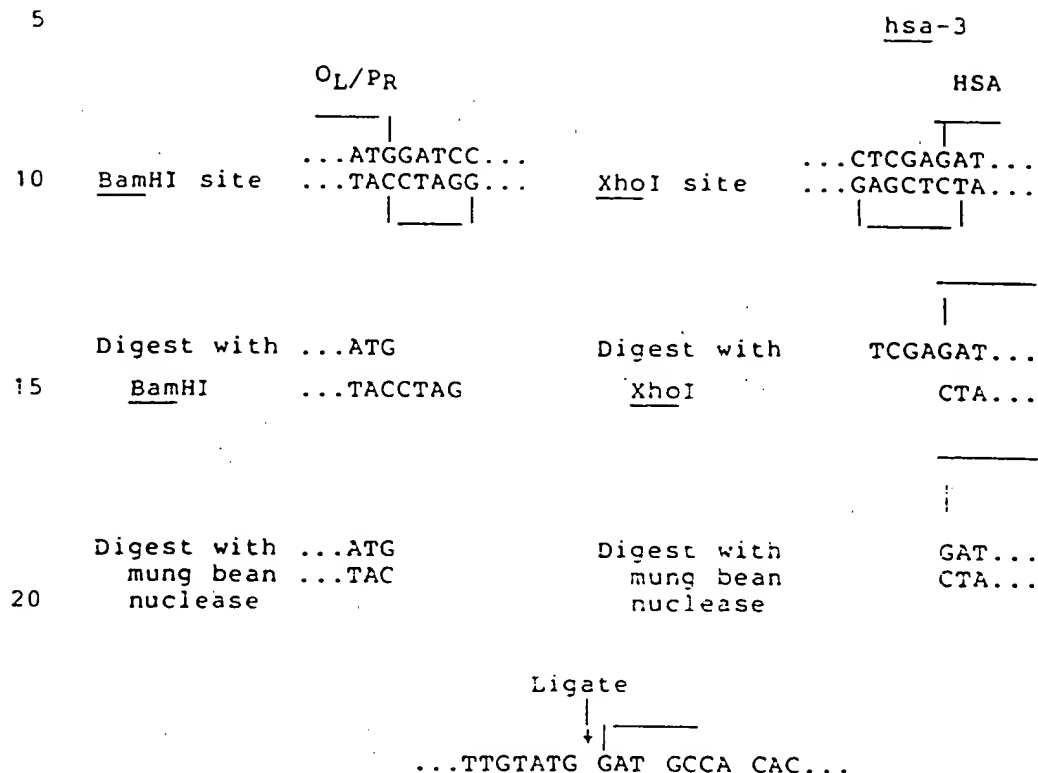 5
hsa-3
OL/PR HSA
...ATGGATCC... ...CTCGAGAT...
10 BamHI site ...TACCTAGG... XhoI site ...GAGCTCTA...
Digest with ...ATG Digest with TCGAGAT...
15 BamHI ...TACCTAG XhoI CTA...
Digest with ...ATG Digest with GAT...
mung bean ...TAC mung bean CTA...
20 nuclease nuclease
Ligate
...TTGTATG GAT GCCA CAC...